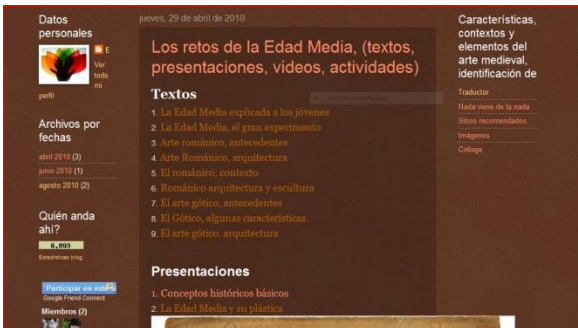 Datos
personales
E
Ver
todo
mi
perfil
Archivos por
fechas
abril 2010 (3)
junio 2010 (1)
agosto 2010 (2)
Quién anda
ahí?
6,893
Estadisticas blog
Participar en este s
Google Friend Connect
Miembros (2)
jueves, 29 de abril de 2010
Los retos de la Edad Media, (textos,
presentaciones, videos, actividades)
Textos
1. La Edad Media explicada a los jóvenes
2. La Edad Media, el gran experimento
3. Arte románico, antecedentes
4. Arte Románico, arquitectura
5. El románico, contexto
6. Románico arquitectura y escultura
7. El arte gótico, antecedentes
8. El Gótico, algunas características.
9. El arte gótico, arquitectura
Presentaciones
1. Conceptos históricos básicos
2. La Edad Media y su plástica
Características,
contextos y
elementos del
arte medieval,
identificación de
Traductor
Nada viene de la nada
Sitios recomendados
Imágenes
Collage